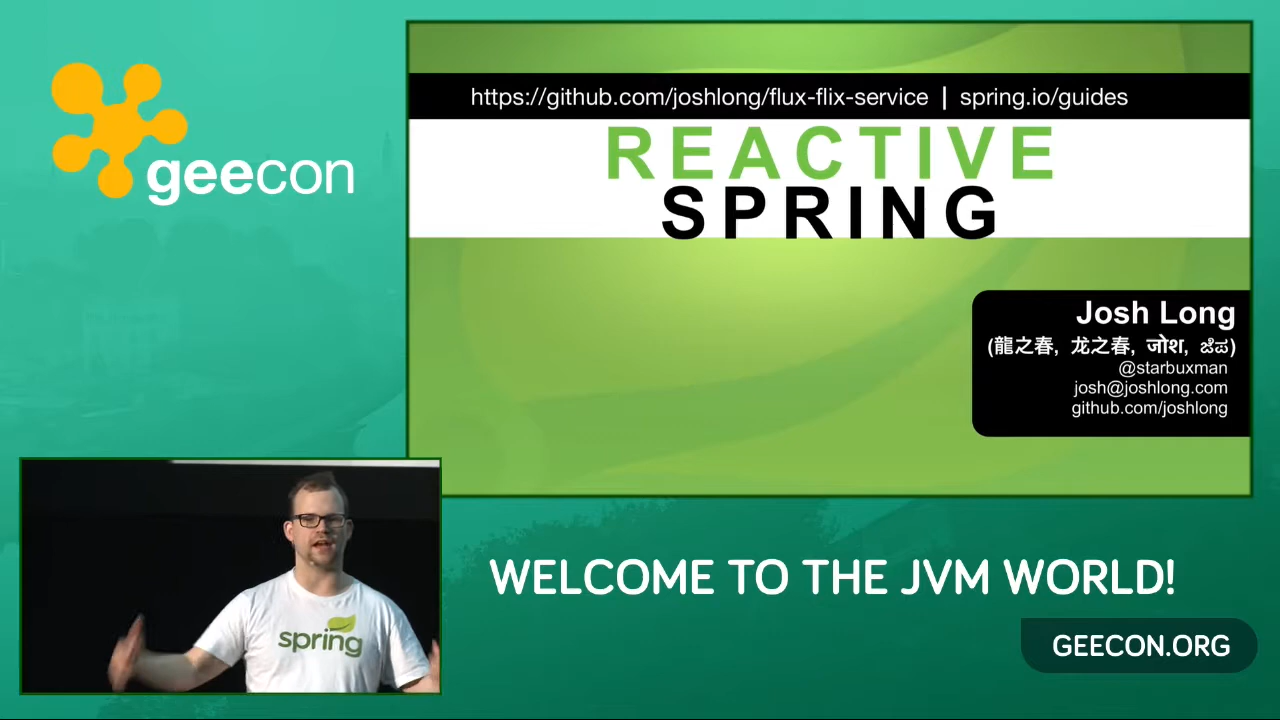 geecon
https://github.com/joshlong/flux-flix-service | spring.io/guides
REACTIVE
SPRING
Josh Long
(龍之春, 龙之春, जोश, ಜೆಪ)
@starbuxman
josh@joshlong.com
github.com/joshlong
spring
WELCOME TO THE JVM WORLD!
GEECON.ORG